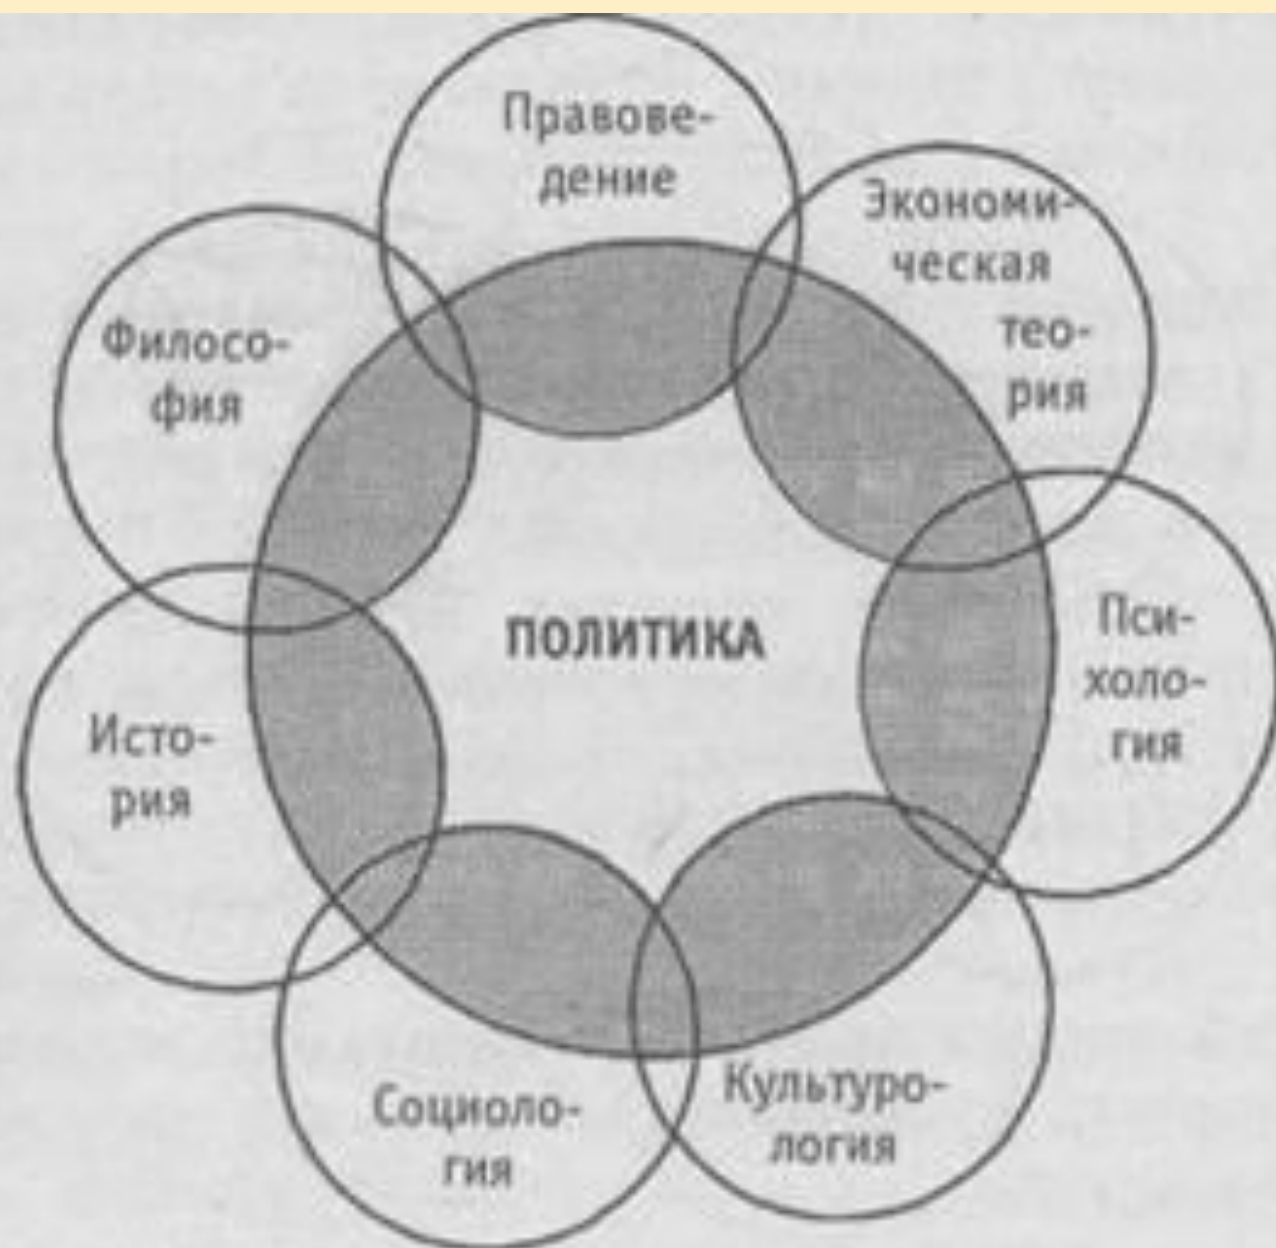 Правове-
дение
Экономи-
ческая
тео-
рия
Филосо-
фия
ПОЛИТИКА
Пси-
холо-
гия
Исто-
рия
Социоло-
гия
Культуро-
логия